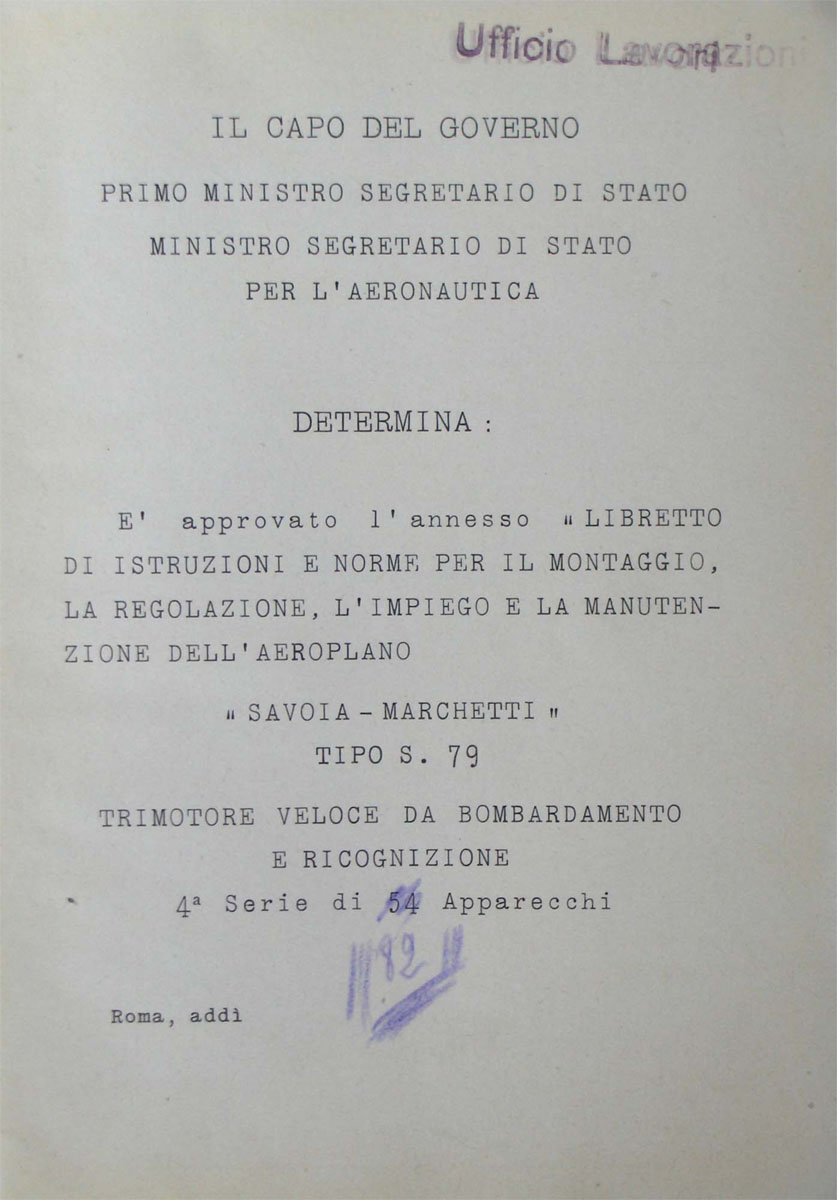 Ufficio Lavorazioni
IL CAPO DEL GOVERNO
PRIMO MINISTRO SEGRETARIO DI STATO
MINISTRO SEGRETARIO DI STATO
PER L'AERONAUTICA
DETERMINA :
E' approvato l'annesso "LIBRETTO
DI ISTRUZIONI E NORME PER IL MONTAGGIO,
LA REGOLAZIONE, L'IMPIEGO E LA MANUTEN-
ZIONE DELL'AEROPLANO
"SAVOIA - MARCHETTI"
TIPO S. 79
TRIMOTORE VELOCE DA BOMBARDAMENTO
E RICOGNIZIONE
4ª Serie di 54 Apparecchi
82
Roma, addì